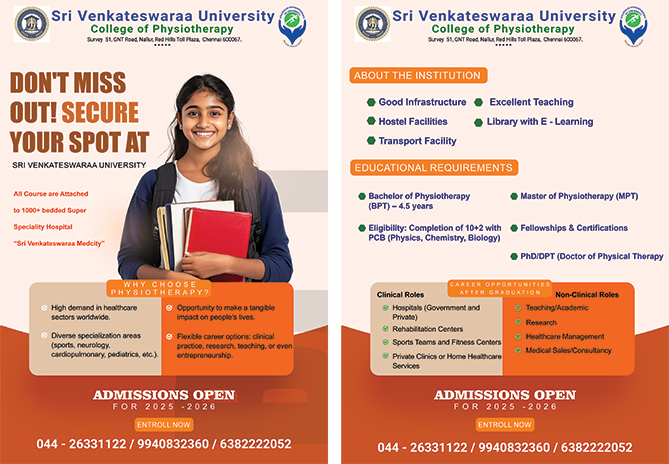 Sri Venkateswaraa University
College of Physiotherapy
Survey 51, GNT Road, Nallur, Red Hills Toll Plaza, Chennai 600067.
DON'T MISS
OUT! SECURE
YOUR SPOT AT
SRI VENKATESWARAA UNIVERSITY
All Course are Attached
to 1000+ bedded Super
Speciality Hospital
"Sri Venkateswaraa Medcity"
WHY CHOOSE
PHYSIOTHERAPY?
High demand in healthcare
sectors worldwide.
Diverse specialization areas
(sports, neurology,
cardiopulmonary, pediatrics, etc.).
Opportunity to make a tangible
impact on people's lives.
Flexible career options: clinical
practice, research, teaching, or even
entrepreneurship.
ADMISSIONS OPEN
FOR 2025 -2026
ENTROLL NOW
044 - 26331122 / 9940832360 / 6382222052
Sri Venkateswaraa University
College of Physiotherapy
Survey 51, GNT Road, Nallur, Red Hills Toll Plaza, Chennai 600067.
ABOUT THE INSTITUTION
Good Infrastructure
Excellent Teaching
Hostel Facilities
Library with E - Learning
Transport Facility
EDUCATIONAL REQUIREMENTS
Bachelor of Physiotherapy
(BPT) – 4.5 years
Master of Physiotherapy (MPT)
Eligibility: Completion of 10+2 with
PCB (Physics, Chemistry, Biology)
Fellowships & Certifications
PhD/DPT (Doctor of Physical Therapy
CAREER OPPORTUNITIES
AFTER GRADUATION
Clinical Roles
Hospitals (Government and
Private)
Rehabilitation Centers
Sports Teams and Fitness Centers
Private Clinics or Home Healthcare
Services
Non-Clinical Roles
Teaching/Academic
Research
Healthcare Management
Medical Sales/Consultancy
ADMISSIONS OPEN
FOR 2025 -2026
ENTROLL NOW
044 - 26331122 / 9940832360 / 6382222052